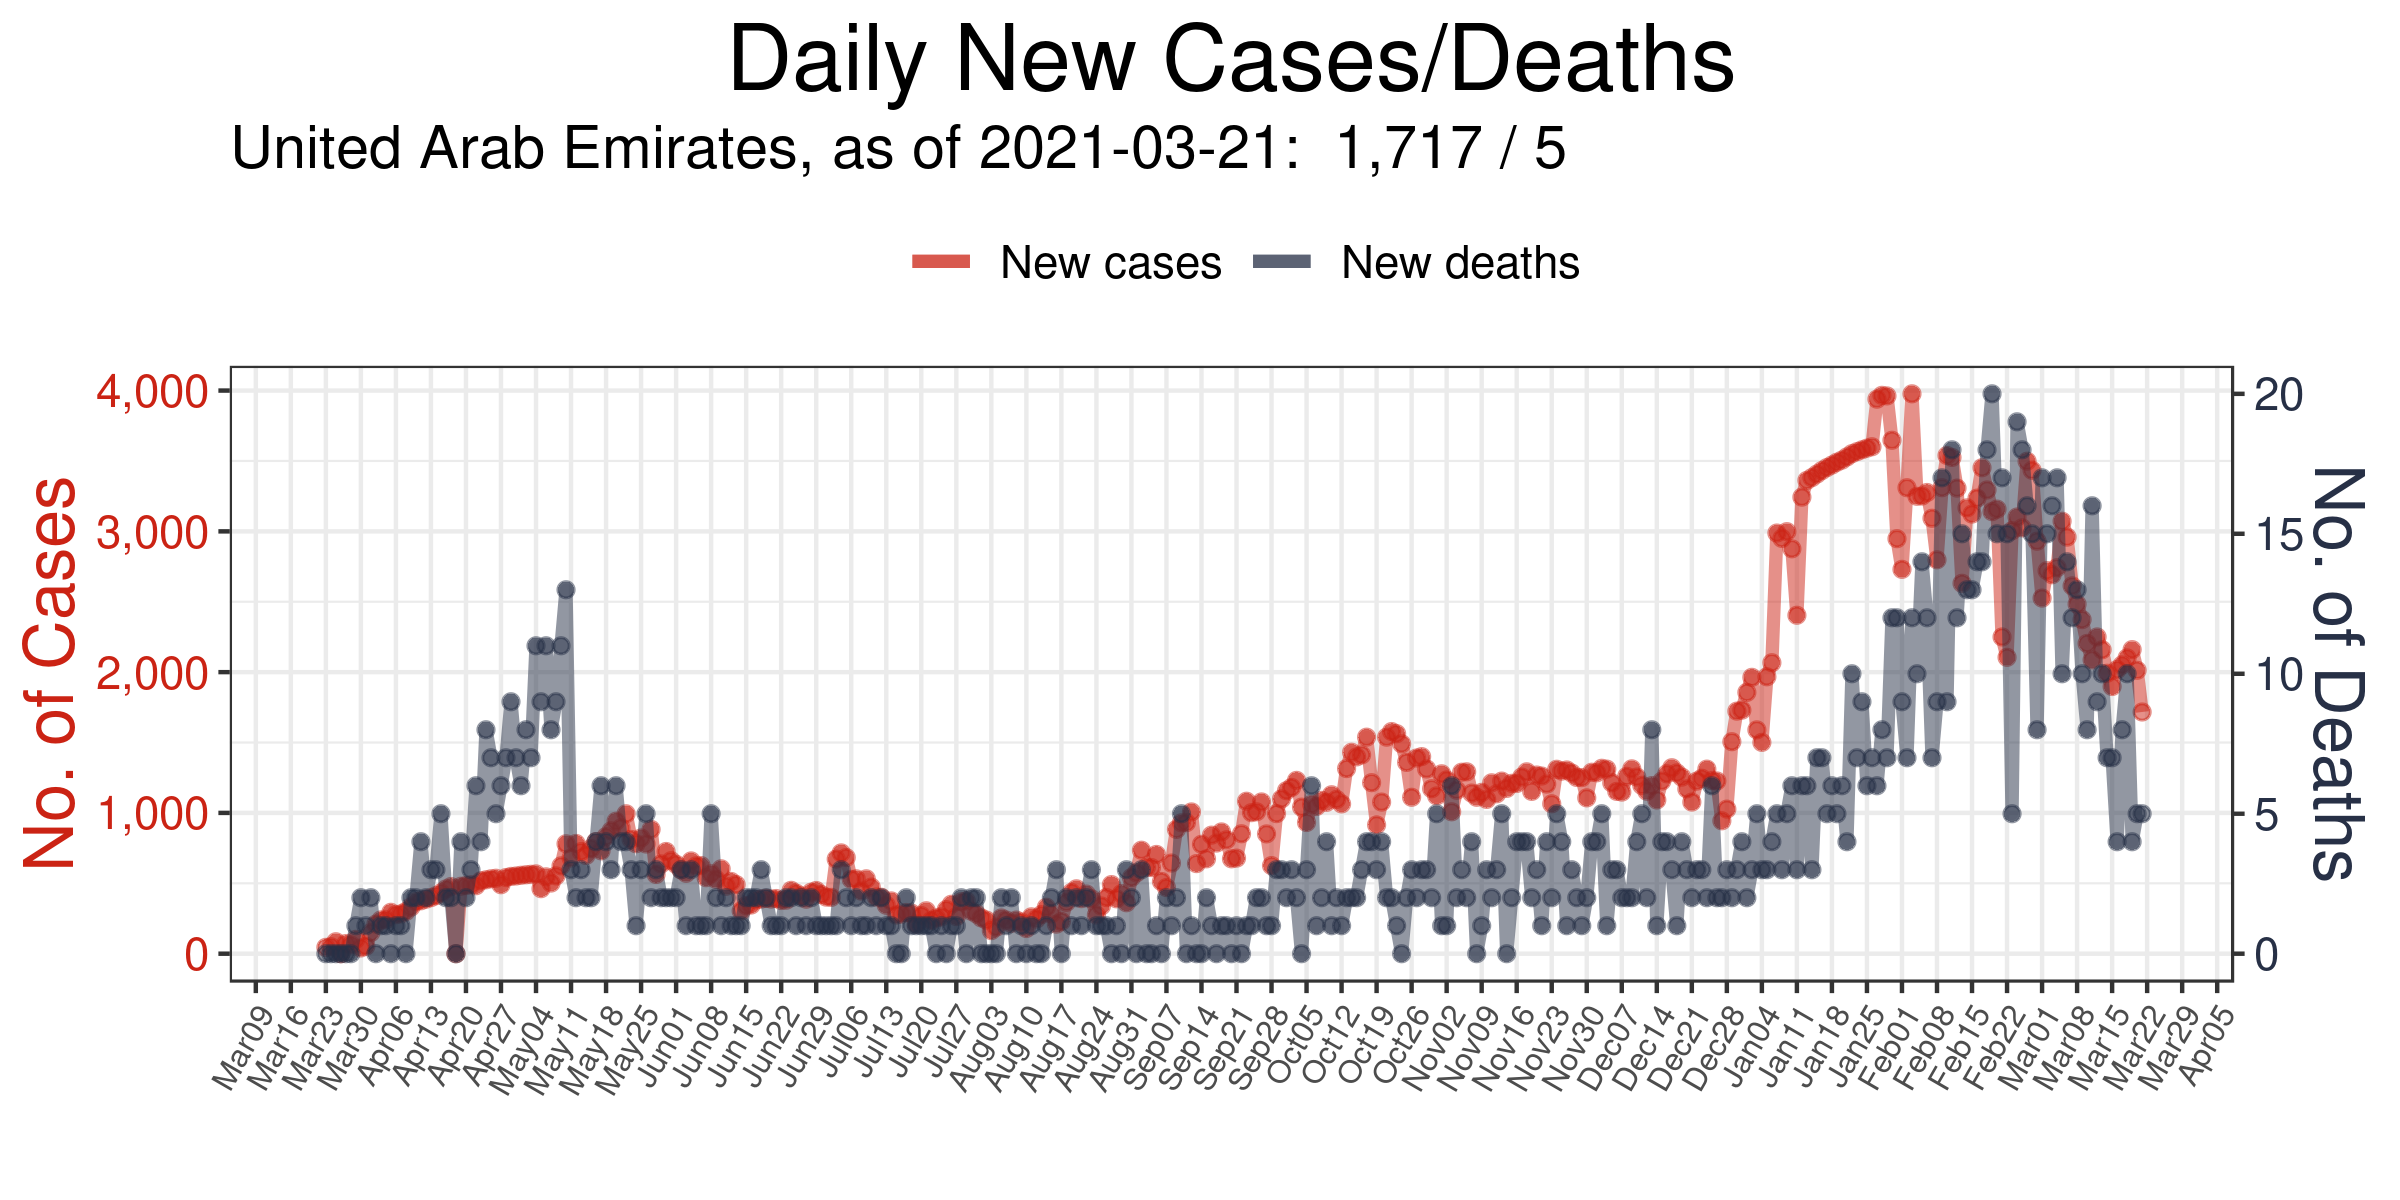 Daily New Cases/Deaths
United Arab Emirates, as of 2021-03-21: 1,717 / 5
New cases
New deaths
No. of Cases
4,000
3,000
2,000
1,000
0
20
15
10
5
0
No. of Deaths
Mar09
Mar16
Mar23
Mar30
Apr06
Apr13
Apr20
Apr27
May04
May11
May18
May25
Jun01
Jun08
Jun15
Jun22
Jun29
Jul06
Jul13
Jul20
Jul27
Aug03
Aug10
Aug17
Aug24
Aug31
Sep07
Sep14
Sep21
Sep28
Oct05
Oct12
Oct19
Oct26
Nov02
Nov09
Nov16
Nov23
Nov30
Dec07
Dec14
Dec21
Dec28
Jan04
Jan11
Jan18
Jan25
Feb01
Feb08
Feb15
Feb22
Mar01
Mar08
Mar15
Mar22
Mar29
Apr05